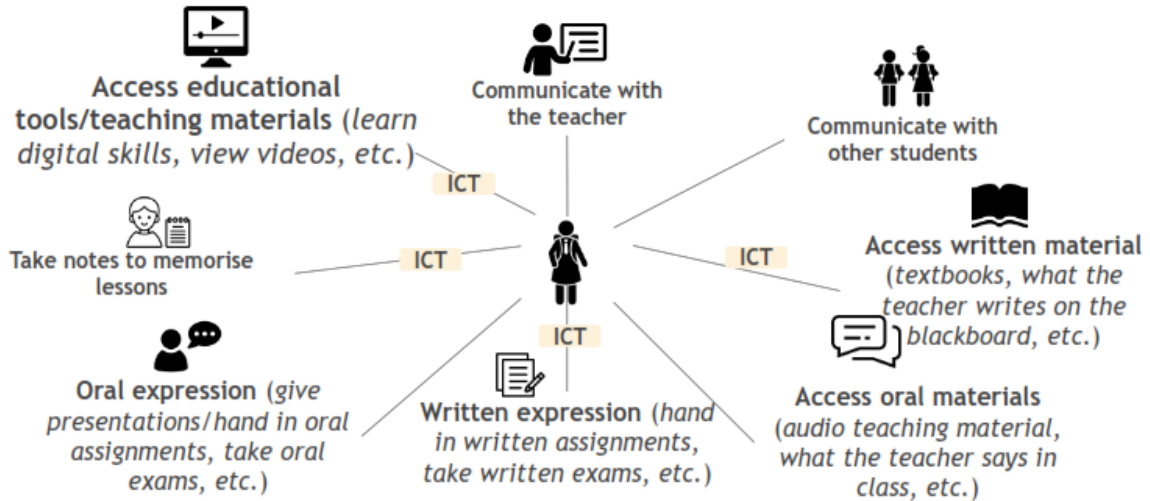 Access educational
tools/teaching materials (learn
digital skills, view videos, etc.)
Communicate with
the teacher
Communicate with
other students
ICT
Take notes to memorise
lessons
ICT
ICT
Access written material
(textbooks, what the
teacher writes on the
blackboard, etc.)
ICT
Oral expression (give
presentations/hand in oral
assignments, take oral
exams, etc.)
Written expression (hand
in written assignments,
take written exams, etc.)
Access oral materials
(audio teaching material,
what the teacher says in
class, etc.)